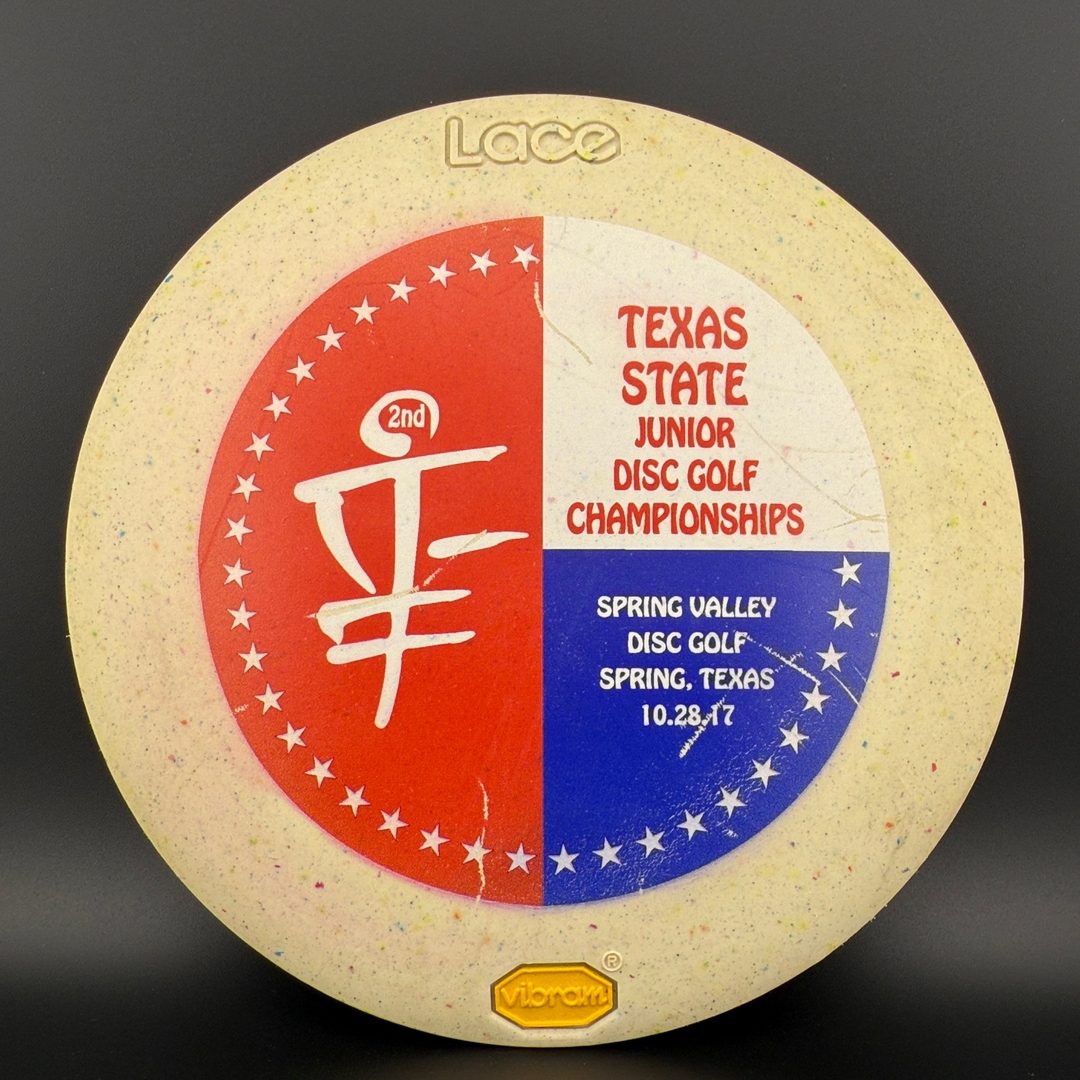 Lace
2nd
TEXAS
STATE
JUNIOR
DISC GOLF
CHAMPIONSHIPS
SPRING VALLEY
DISC GOLF
SPRING, TEXAS
10.28.17
vibram®